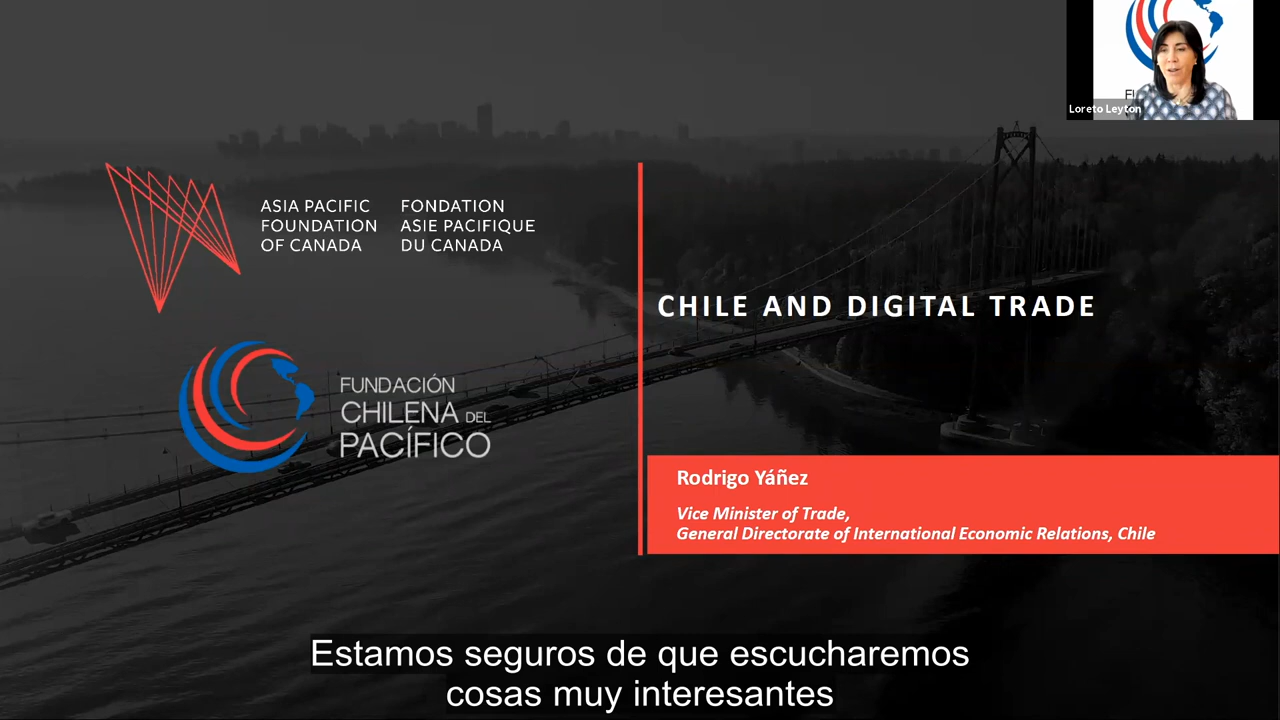 Loreto Leyton
ASIA PACIFIC
FOUNDATION
OF CANADA
FONDATION
ASIE PACIFIQUE
DU CANADA
FUNDACIÓN
CHILENA DEL
PACÍFICO
CHILE AND DIGITAL TRADE
Rodrigo Yáñez
Vice Minister of Trade,
General Directorate of International Economic Relations, Chile
Estamos seguros de que escucharemos
cosas muy interesantes